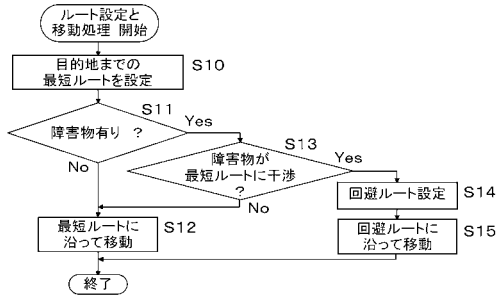 ルート設定と
移動処理 開始
目的地までの
最短ルートを設定
S10
障害物有り ?
S11
Yes
No
障害物が
最短ルートに干渉
?
S13
Yes
No
回避ルート設定
S14
最短ルートに
沿って移動
S12
回避ルートに
沿って移動
S15
終了